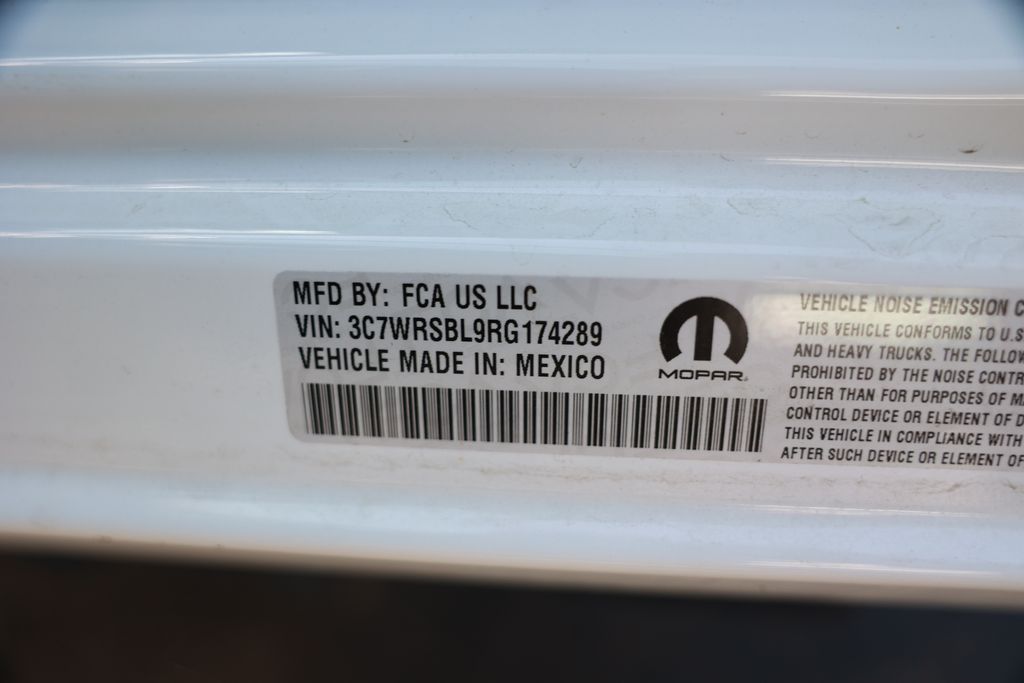 MFD BY: FCA US LLC
VIN: 3C7WRSBL9RG174289
VEHICLE MADE IN: MEXICO
MOPAR
VEHICLE NOISE EMISSION C
THIS VEHICLE CONFORMS TO U.S
AND HEAVY TRUCKS. THE FOLLOW
PROHIBITED BY THE NOISE CONTR
OTHER THAN FOR PURPOSES OF MA
CONTROL DEVICE OR ELEMENT OF D
THIS VEHICLE IN COMPLIANCE WITH
AFTER SUCH DEVICE OR ELEMENT OF